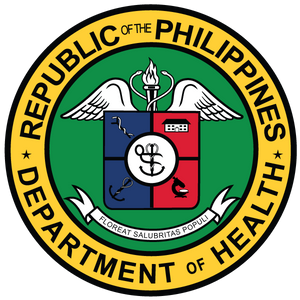 REPUBLIC OF THE PHILIPPINES
DEPARTMENT OF HEALTH
FLOREAT SALUBRITAS POPULI